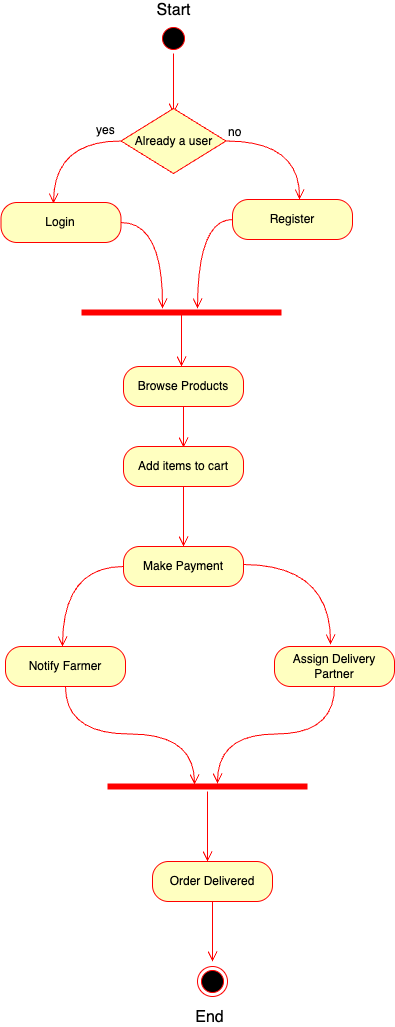 Start
Already a user
yes
no
Login
Register
Browse Products
Add items to cart
Make Payment
Notify Farmer
Assign Delivery
Partner
Order Delivered
End